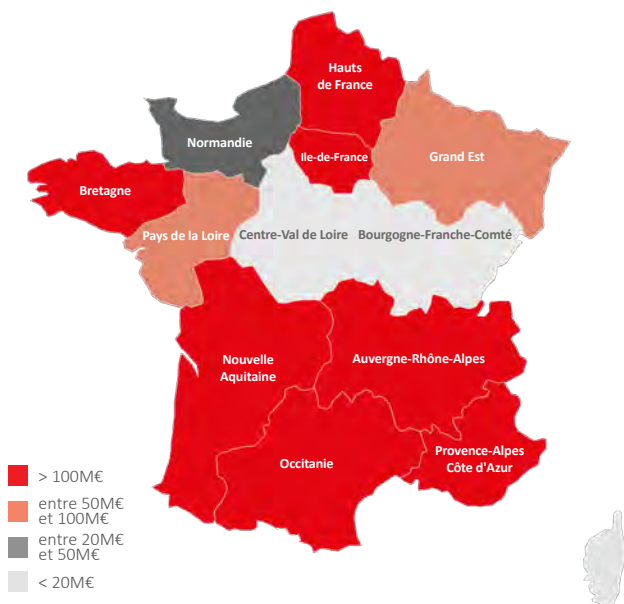 Hauts
de France
Normandie
Ile-de-France
Grand Est
Bretagne
Pays de la Loire
Centre-Val de Loire
Bourgogne-Franche-Comté
Nouvelle
Aquitaine
Auvergne-Rhône-Alpes
Provence-Alpes
Côte d'Azur
Occitanie
> 100M€
entre 50M€
et 100M€
entre 20M€
et 50M€
< 20M€